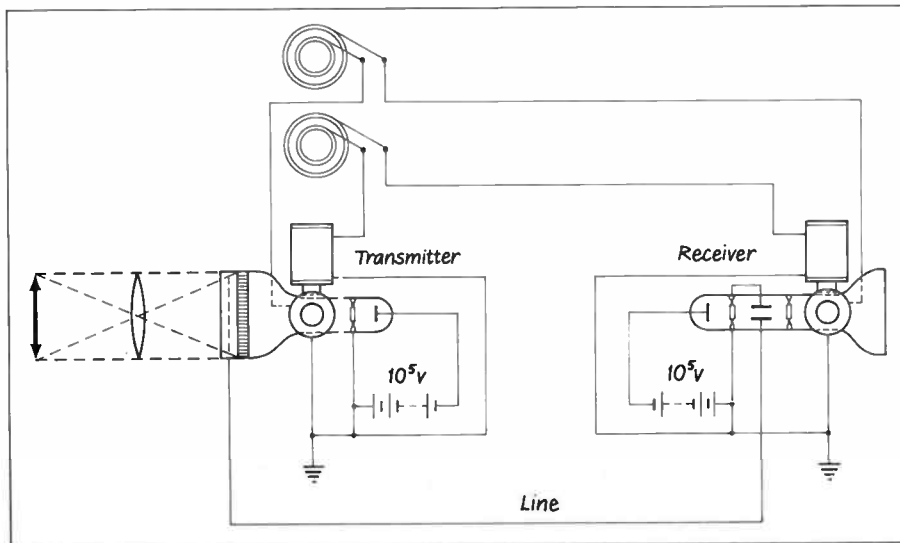 Transmitter
Receiver
10⁵v
10⁵v
Line